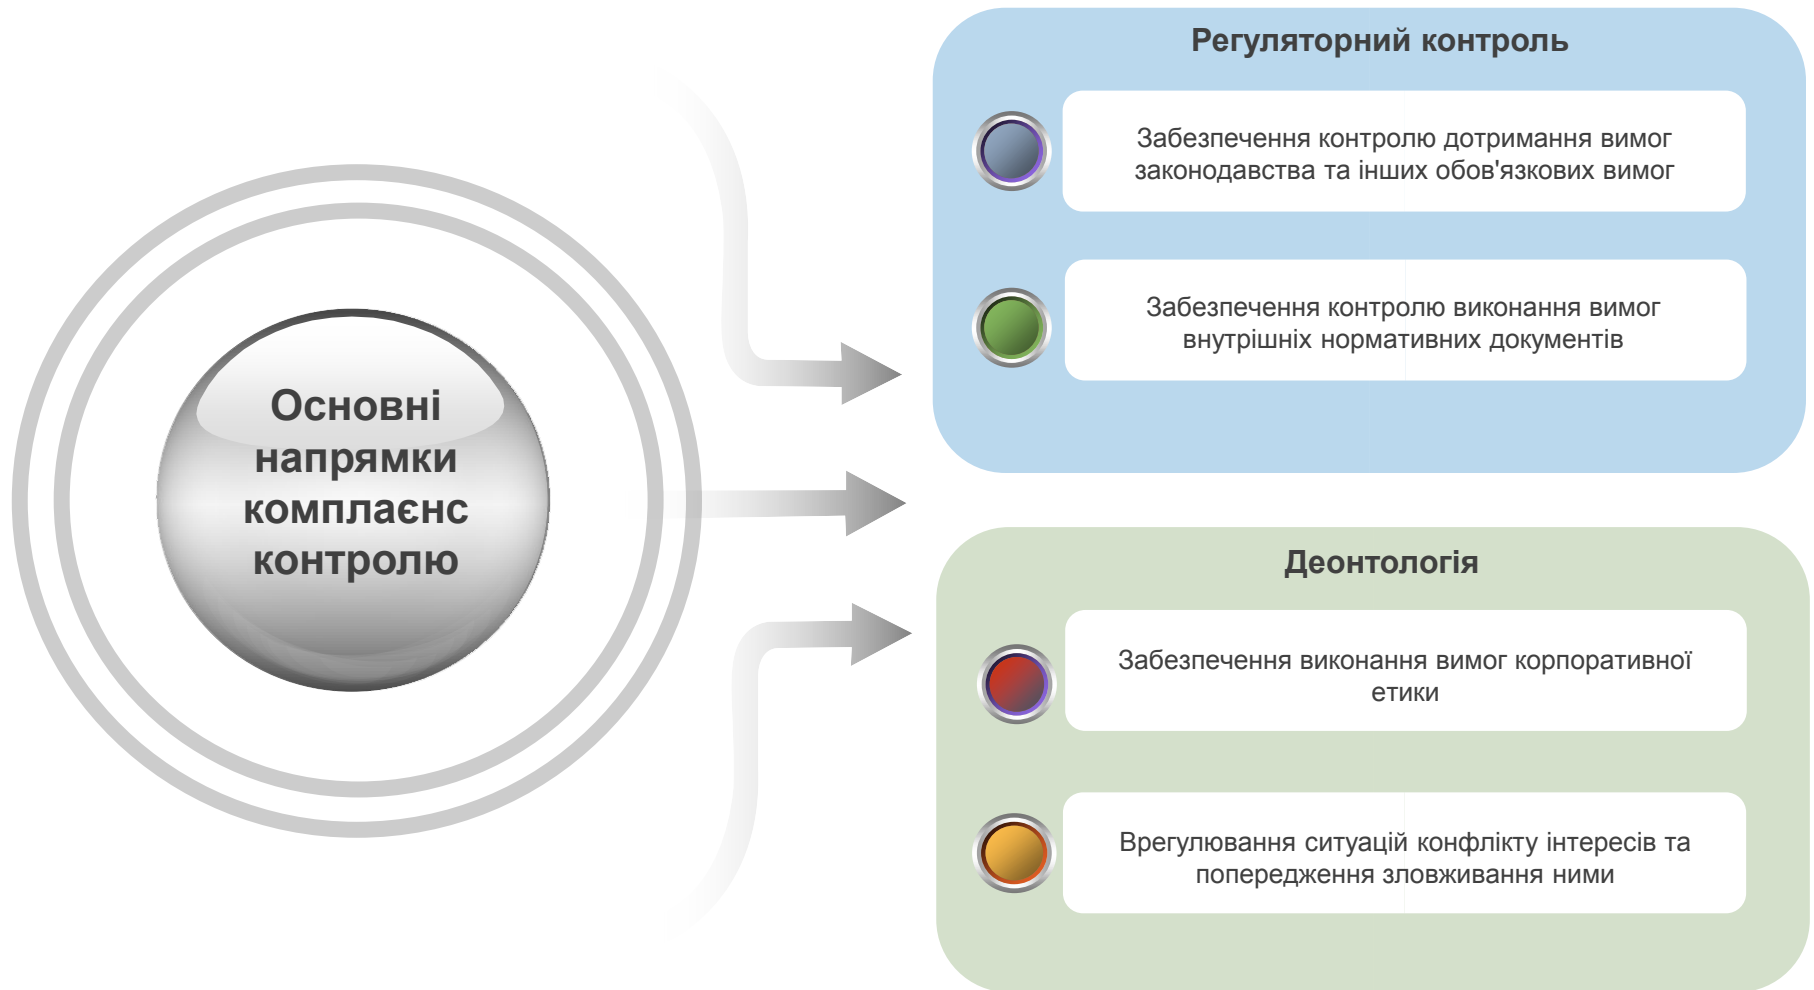 Основні
напрямки
комплаєнс
контролю
Регуляторний контроль
Забезпечення контролю дотримання вимог
законодавства та інших обов'язкових вимог
Забезпечення контролю виконання вимог
внутрішніх нормативних документів
Деонтологія
Забезпечення виконання вимог корпоративної
етики
Врегулювання ситуацій конфлікту інтересів та
попередження зловживання ними